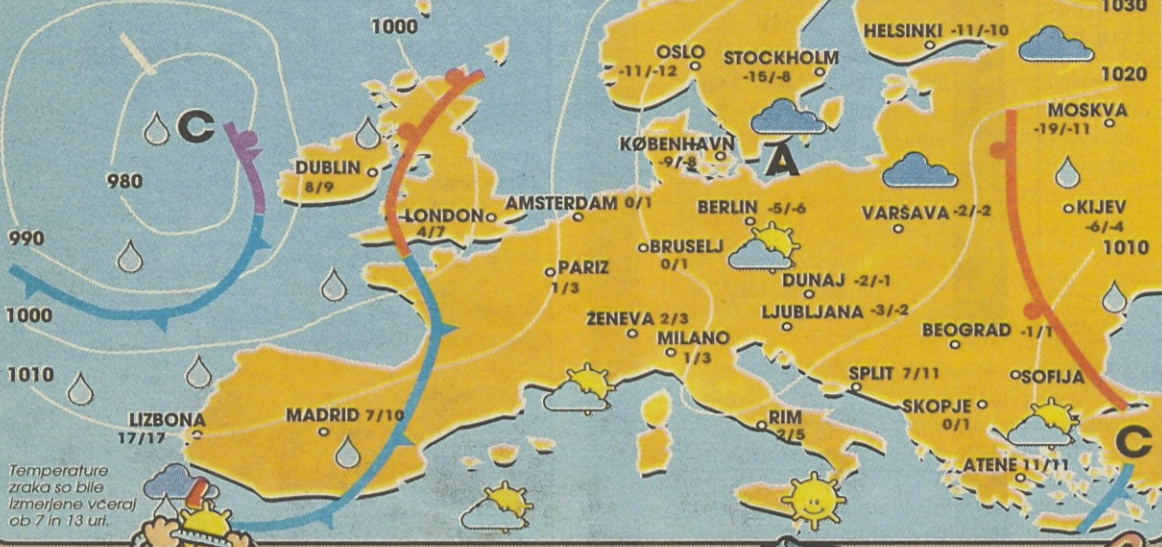 1030
1000
HELSINKI -11/-10
OSLO
-11/-12
STOCKHOLM
-15/-8
1020
MOSKVA
-19/-11
C
KØBENHAVN
-9/-8
A
DUBLIN
8/9
980
AMSTERDAM 0/1
BERLIN -5/-6
VARŠAVA -2/-2
KIJEV
-6/-4
LONDON
4/7
990
BRUSELJ
0/1
1010
PARIZ
1/3
DUNAJ -2/-1
1000
ŽENEVA 2/3
LJUBLJANA -3/-2
MILANO
1/3
BEOGRAD -1/1
1010
SPLIT 7/11
SOFIJA
LIZBONA
17/17
MADRID 7/10
RIM
2/5
SKOPJE
0/1
C
ATENE 11/11
Temperature
zraka so bile
izmerjene včeraj
ob 7 in 13 uri.